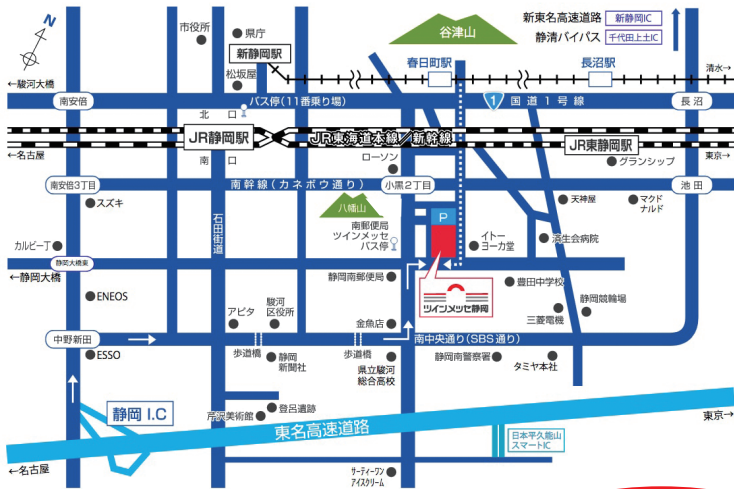 N
市役所
県庁
新静岡駅
松坂屋
谷津山
新東名高速道路
新静岡IC
静清バイパス
千代田上土IC
春日町駅
長沼駅
清水→
←駿河大橋
南安倍
バス停(11番乗り場)
1
国道1号線
長沼
北口
JR静岡駅
JR東海道本線/新幹線
JR東静岡駅
←名古屋
南口
ローソン
グランシップ
東京→
南安倍3丁目
南幹線(カネボウ通り)
小黒2丁目
池田
スズキ
石田街道
八幡山
南郵便局
ツインメッセ
バス停
P
イトー
ヨーカ堂
天神屋
マクド
ナルド
済生会病院
カルビー工
静岡大橋東
←静岡大橋
静岡南郵便局
ツインメッセ静岡
豊田中学校
三菱電機
静岡競輪場
ENEOS
アピタ
駿河
区役所
金魚店
中野新田
南中央通り(SBS通り)
ESSO
歩道橋
静岡
新聞社
歩道橋
県立駿河
総合高校
静岡南警察署
タミヤ本社
静岡 I.C
芹沢美術館
登呂遺跡
東名高速道路
東京→
日本平久能山
スマートIC
←名古屋
サーティーワン
アイスクリーム